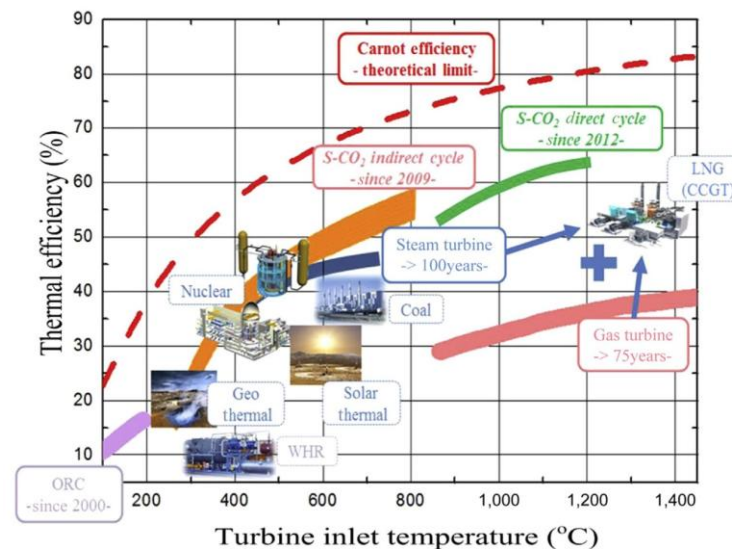 90
80
70
60
50
40
30
20
10
Thermal efficiency (%)
Carnot efficiency
- theoretical limit-
S-CO₂ direct cycle
-since 2012-
S-CO₂ indirect cycle
-since 2009-
LNG
(CCGT)
Steam turbine
-> 100years-
Nuclear
Coal
Gas turbine
-> 75years-
Geo
thermal
Solar
thermal
WHR
ORC
-since 2000-
200
400
600
800
1,000
1,200
1,400
Turbine inlet temperature (°C)